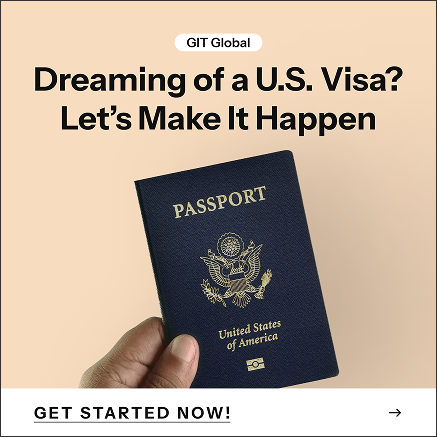 GIT Global
Dreaming of a U.S. Visa?
Let's Make It Happen
PASSPORT
United States
of America
GET STARTED NOW!